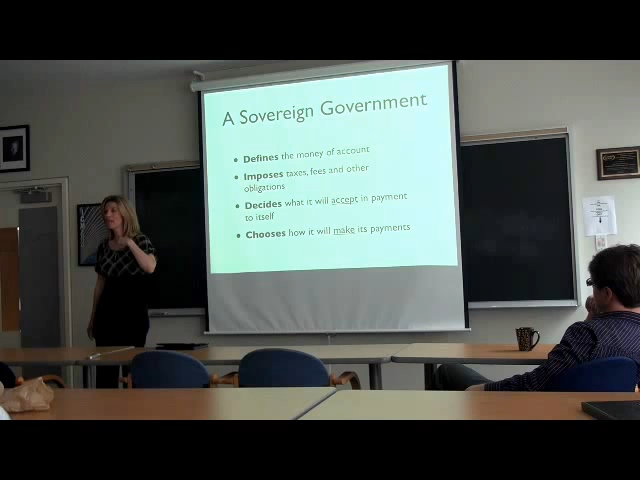 A Sovereign Government
• Defines the money of account
• Imposes taxes, fees and other
obligations
• Decides what it will accept in payment
to itself
• Chooses how it will make its payments